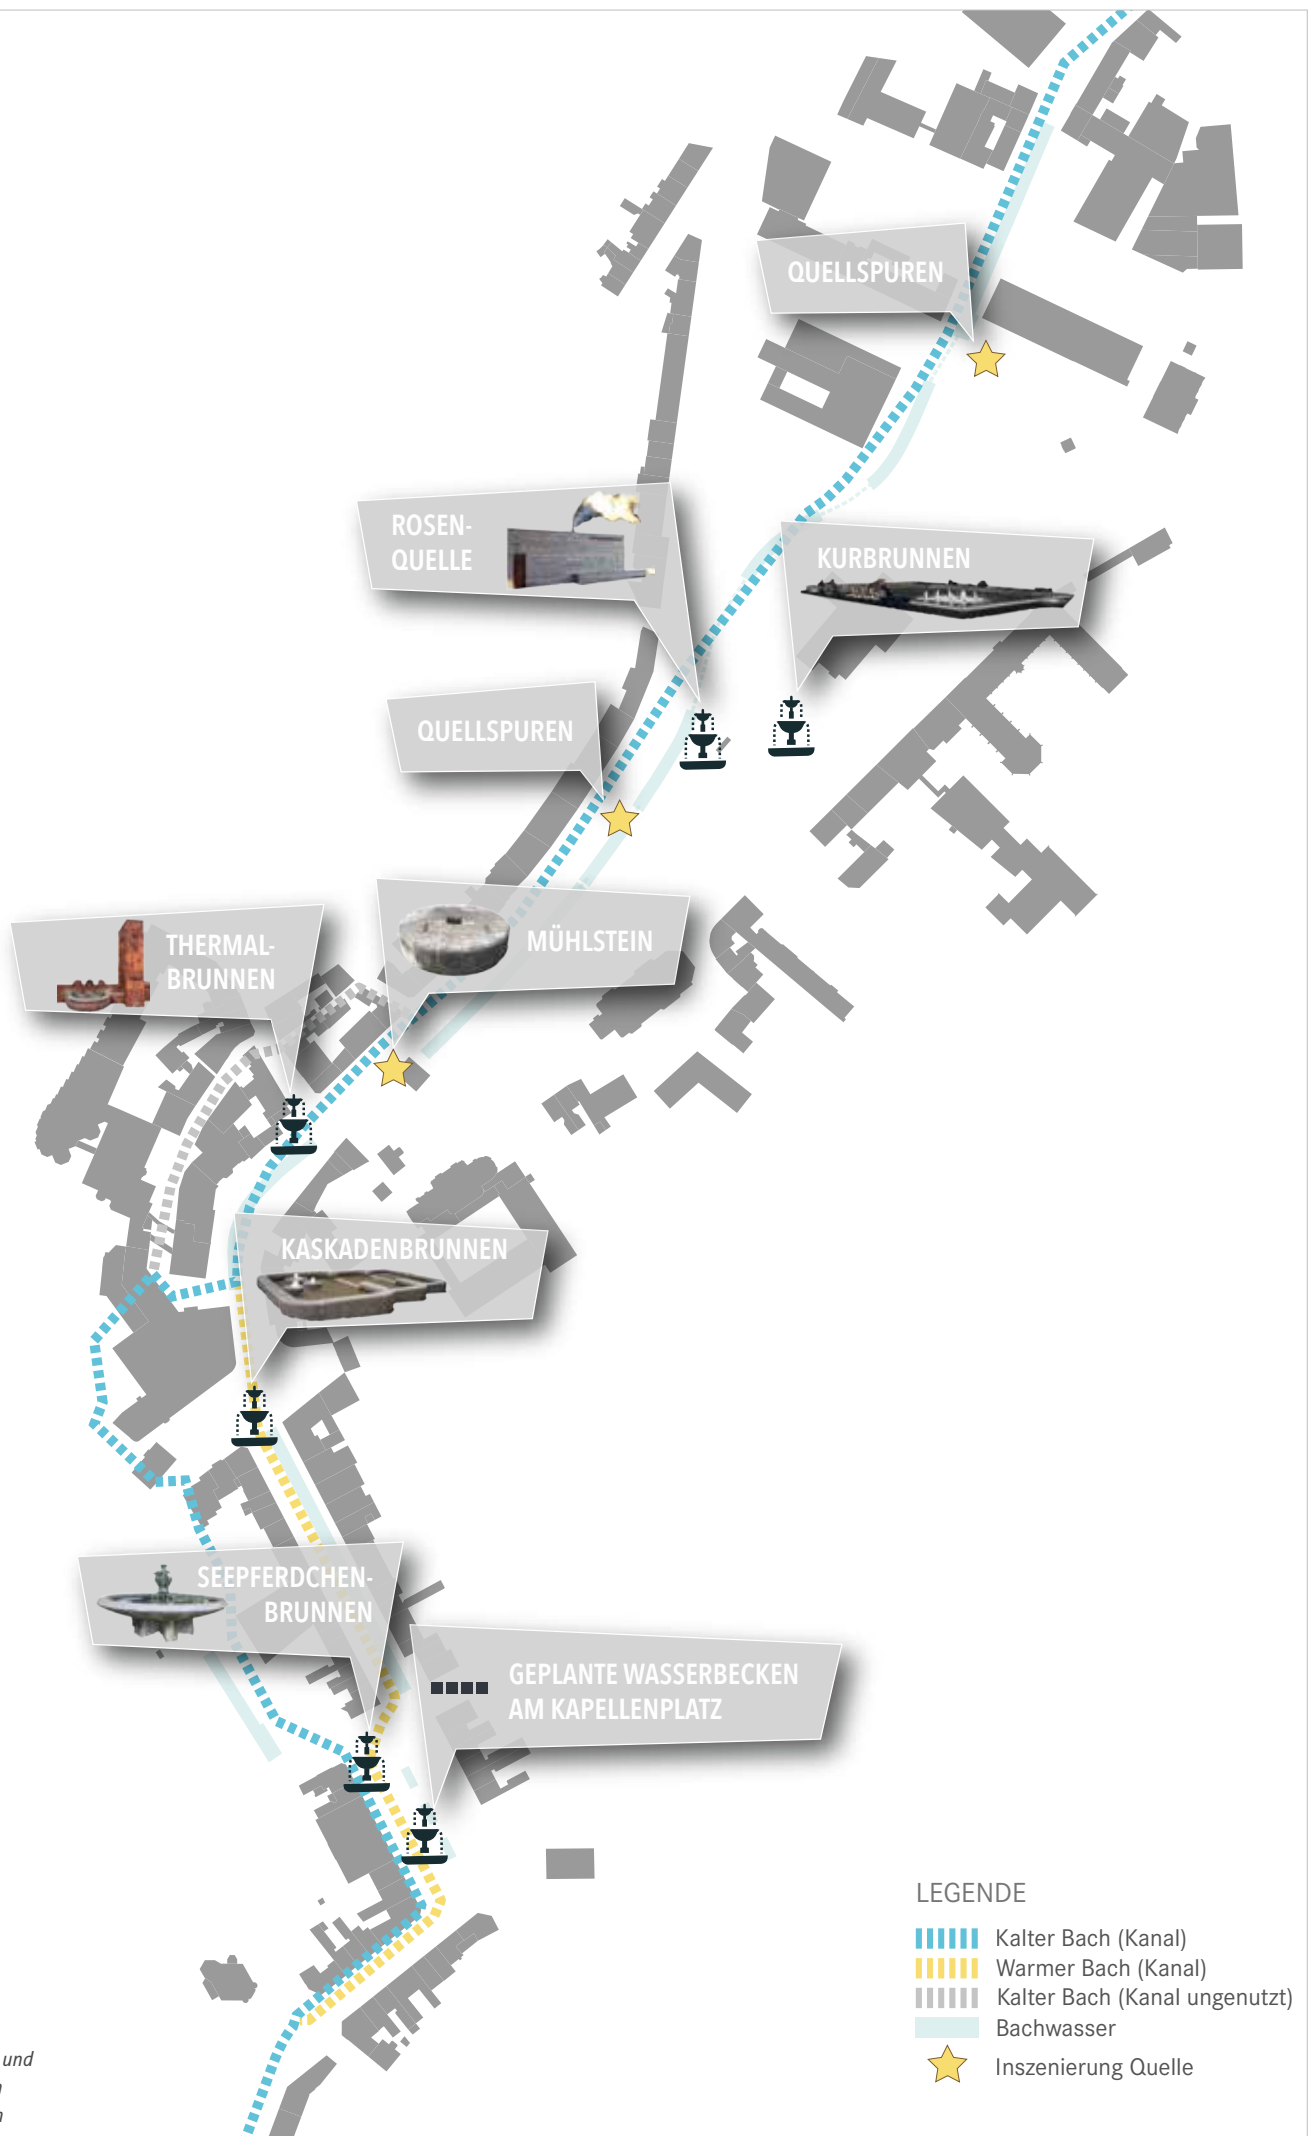 QUELLSPUREN
ROSEN-
QUELLE
KURBRUNNEN
QUELLSPUREN
MÜHLSTEIN
THERMAL-
BRUNNEN
KASKADENBRUNNEN
SEEPFERDCHEN-
BRUNNEN
GEPLANTE WASSERBECKEN
AM KAPELLENPLATZ
LEGENDE
Kalter Bach (Kanal)
Warmer Bach (Kanal)
Kalter Bach (Kanal ungenutzt)
Bachwasser
Inszenierung Quelle
und